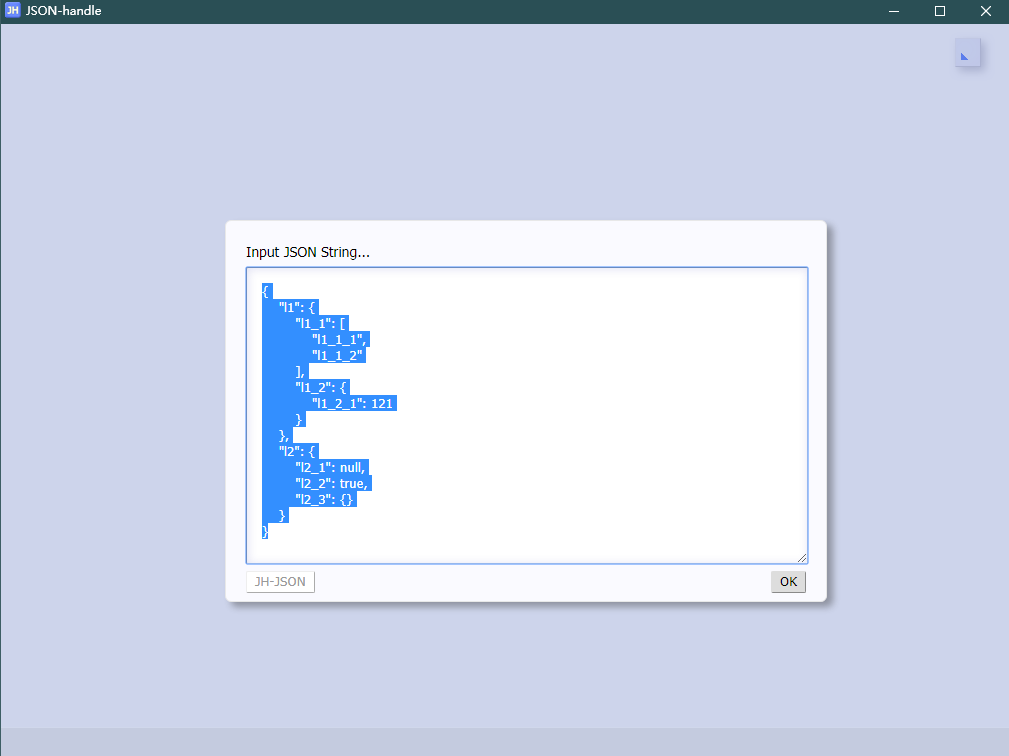 JH JSON-handle
Input JSON String...
{
"l1": {
"l1_1": [
"l1_1_1",
"l1_1_2"
],
"l1_2": {
"l1_2_1": 121
}
},
"l2": {
"l2_1": null,
"l2_2": true,
"l2_3": {}
}
}
JH-JSON
OK